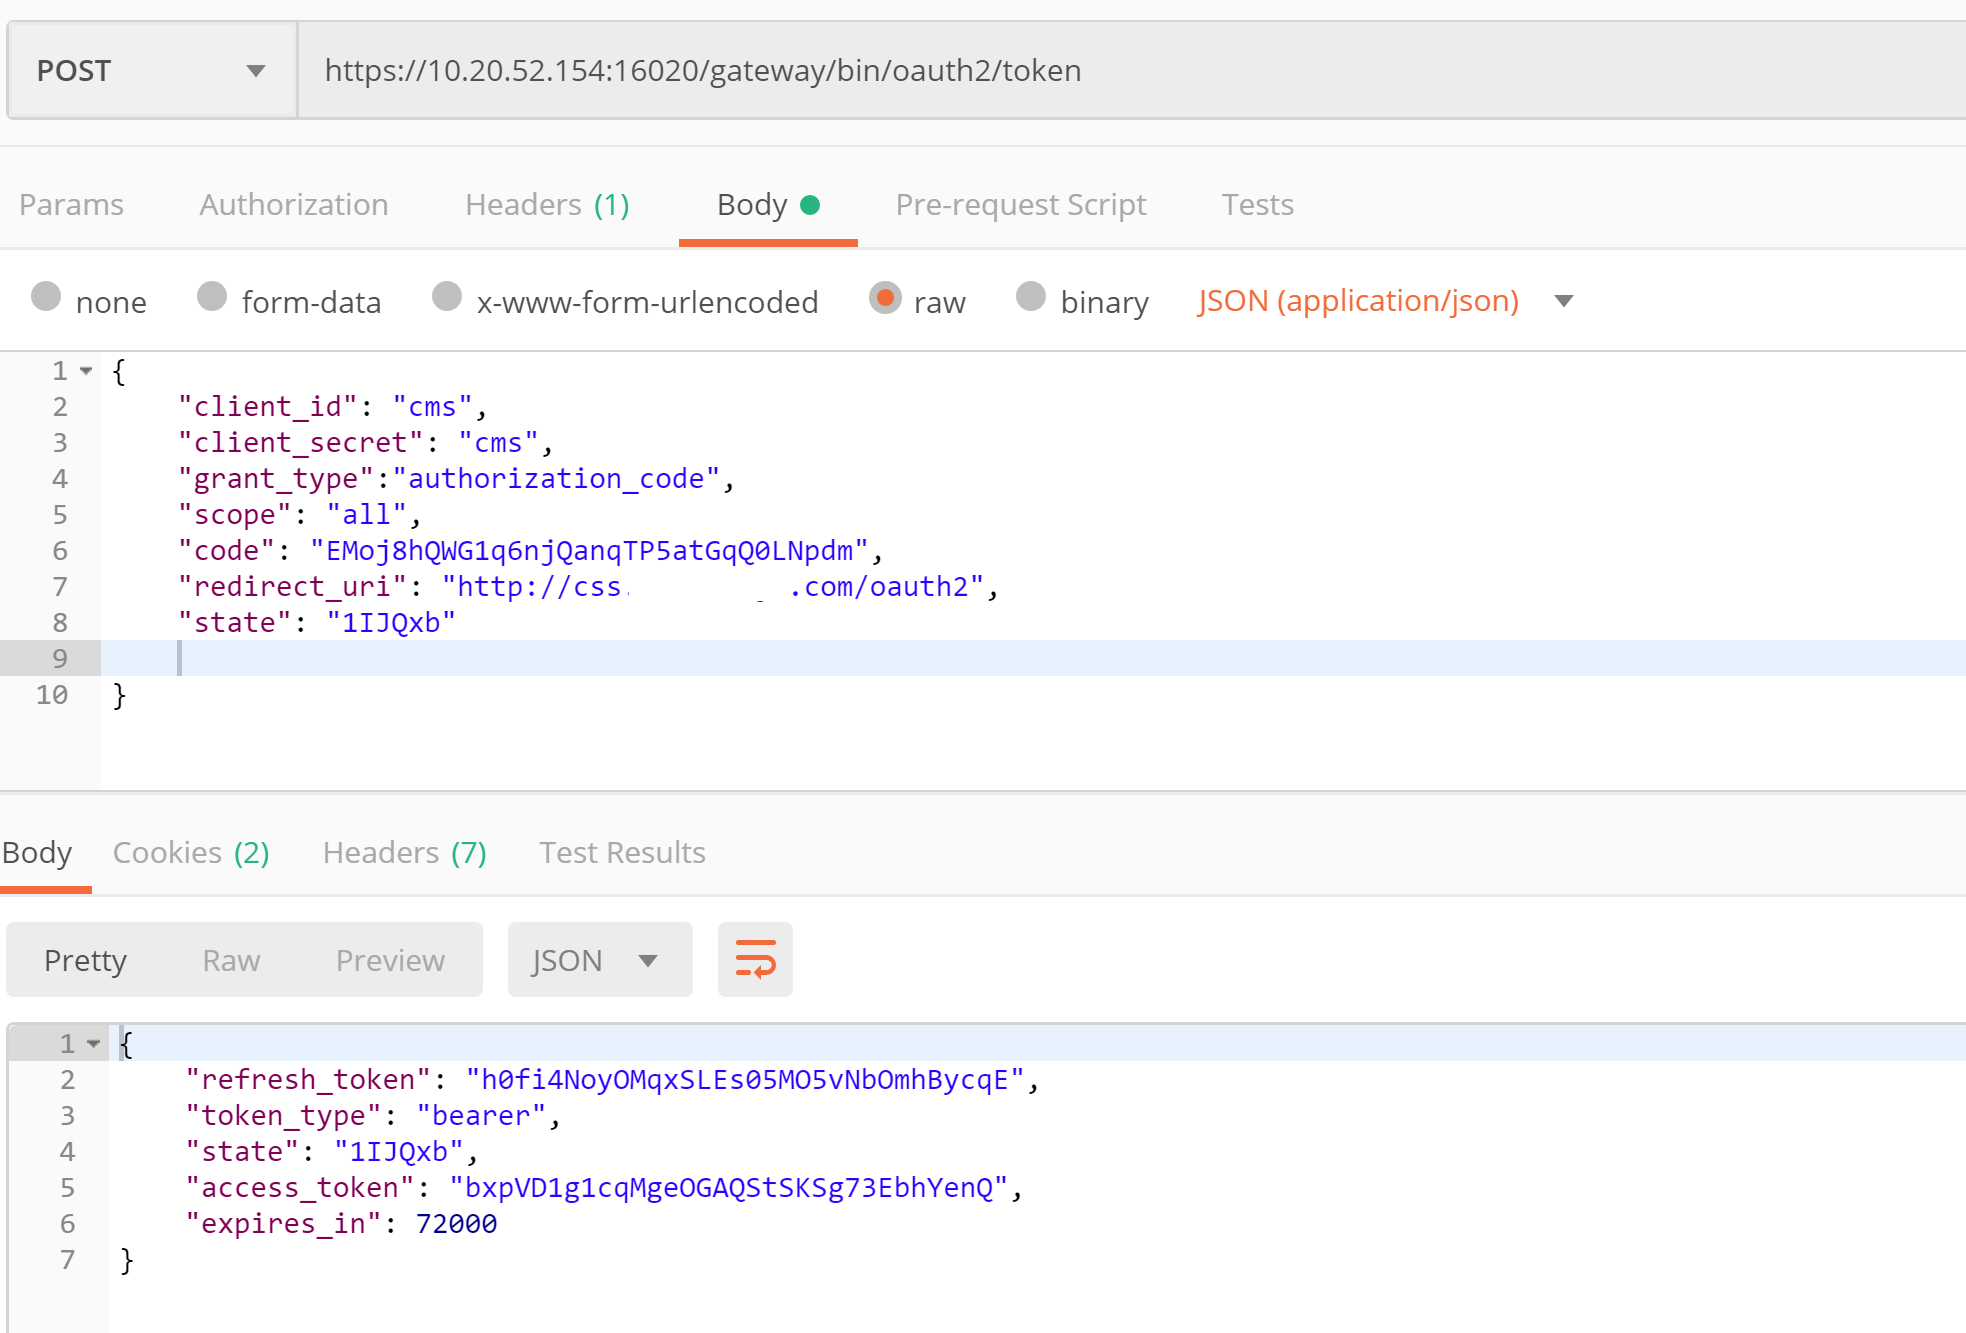 POST https://10.20.52.154:16020/gateway/bin/oauth2/token
Params Authorization Headers (1) Body Pre-request Script Tests
none form-data x-www-form-urlencoded raw binary JSON (application/json)
1 {
2 "client_id": "cms",
3 "client_secret": "cms",
4 "grant_type":"authorization_code",
5 "scope": "all",
6 "code": "EMoj8hQWG1q6njQanqTP5atGqQ0LNpdm",
7 "redirect_uri": "http://css. .com/oauth2",
8 "state": "1IJQxb"
9
10 }
Body Cookies (2) Headers (7) Test Results
Pretty Raw Preview JSON
1 {
2 "refresh_token": "h0fi4NoyOMqxSLEs05MO5vNbOmhBycqE",
3 "token_type": "bearer",
4 "state": "1IJQxb",
5 "access_token": "bxpVD1g1cqMgeOGAQStSKSg73EbhYenQ",
6 "expires_in": 72000
7 }